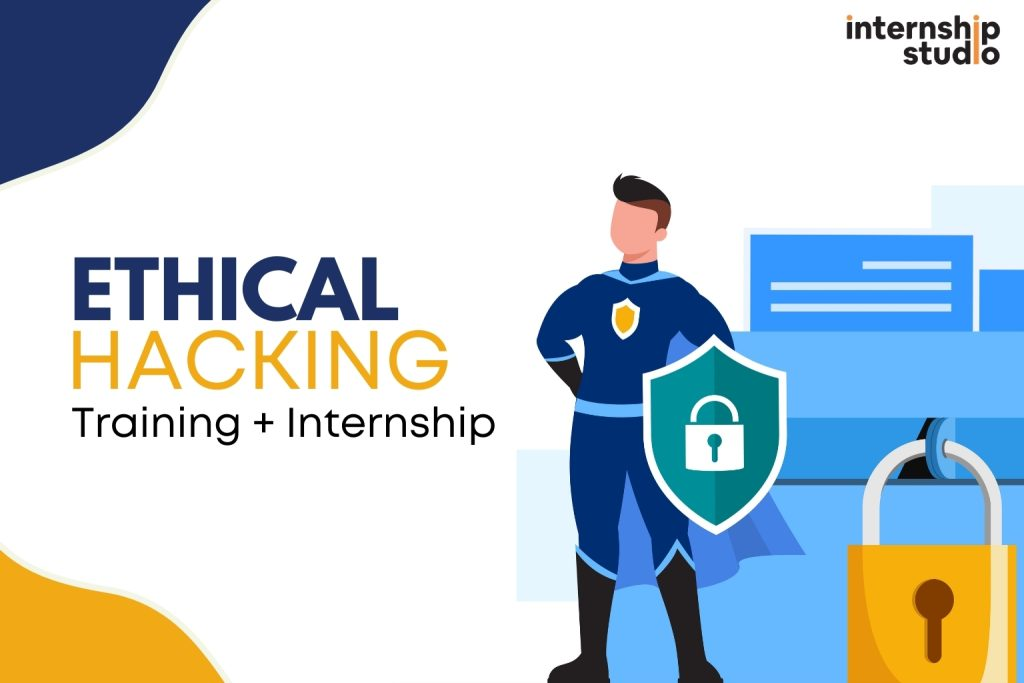 internship
studio
ETHICAL
HACKING
Training + Internship